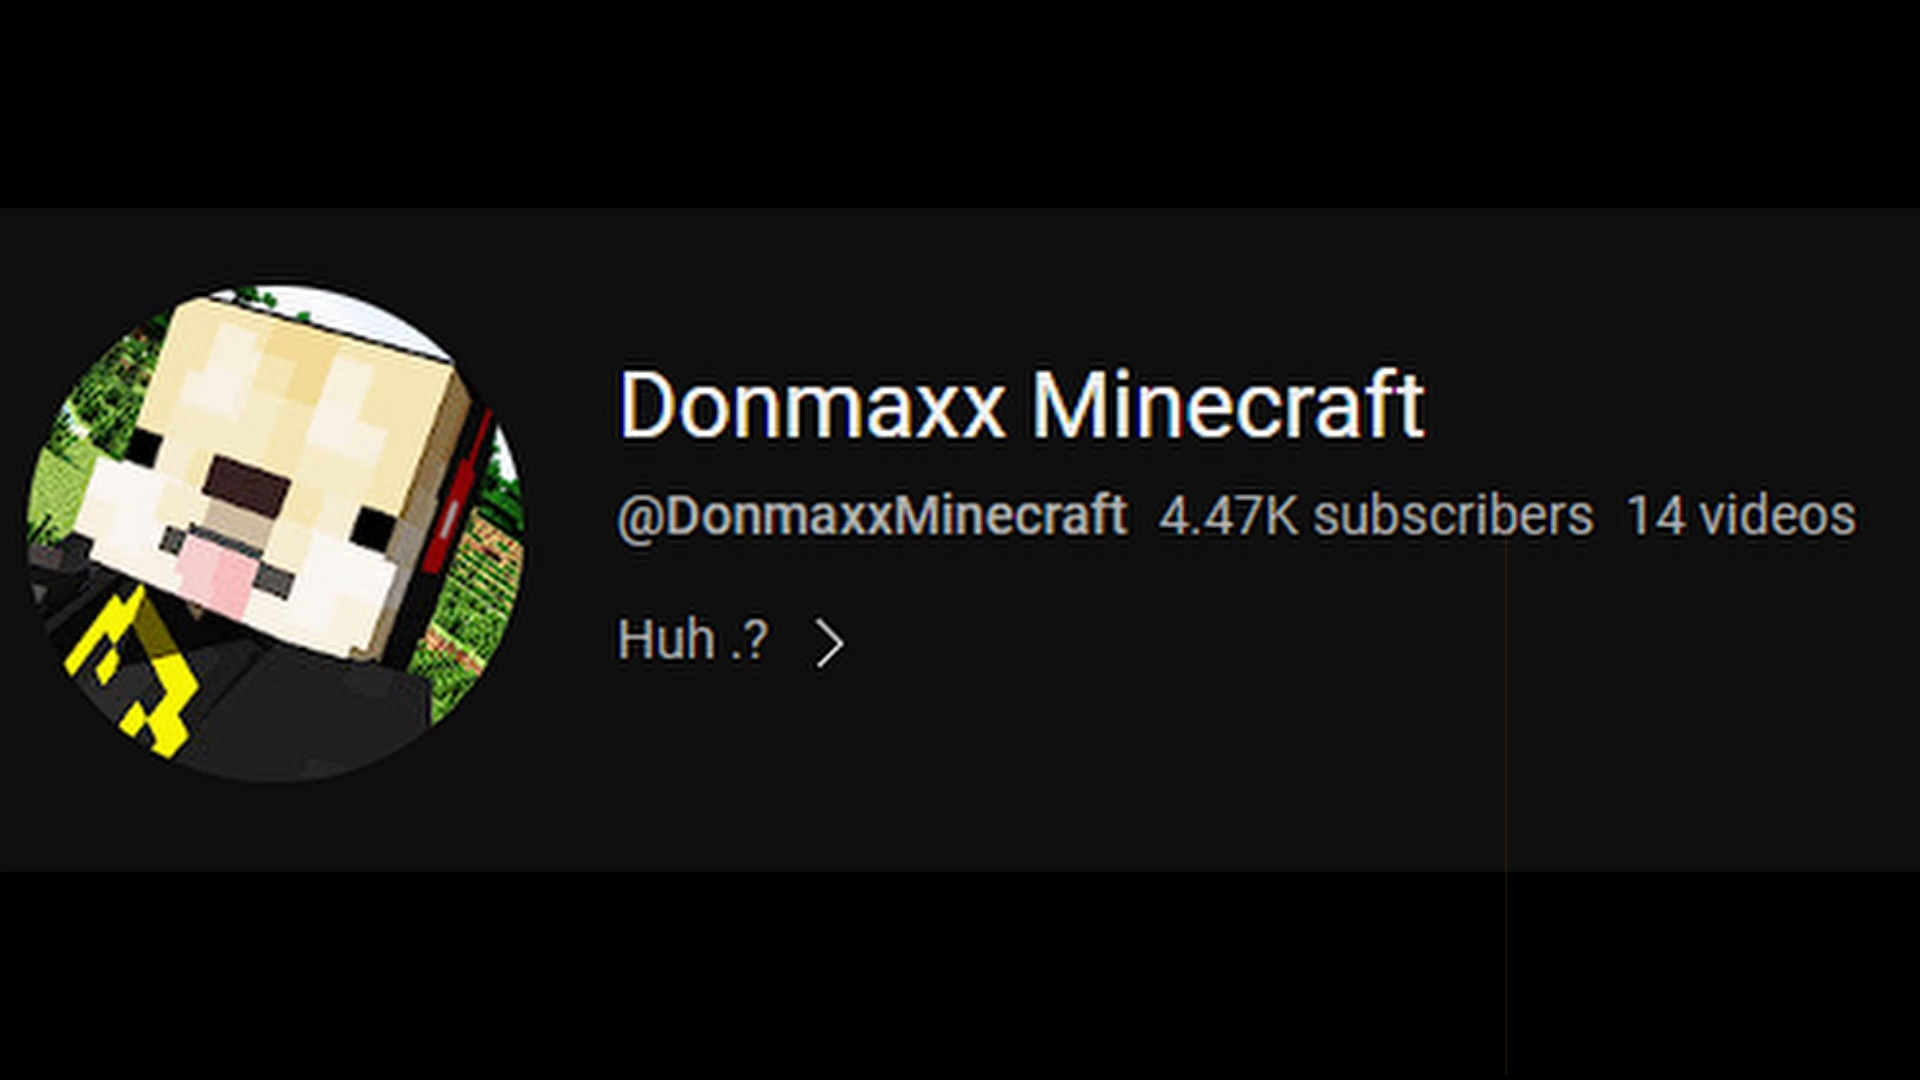 Donmaxx Minecraft
@DonmaxxMinecraft 4.47K subscribers 14 videos
Huh .?